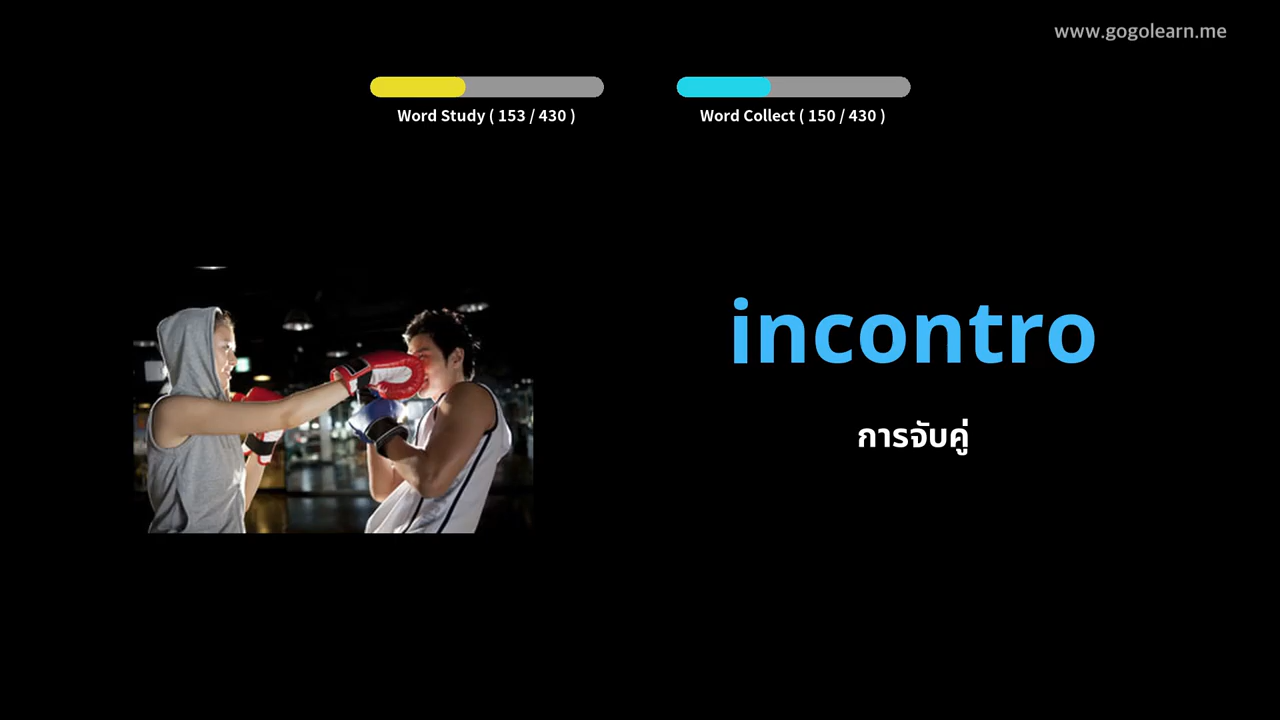 www.gogolearn.me
Word Study ( 153 / 430 )
Word Collect ( 150 / 430 )
incontro
การจับคู่